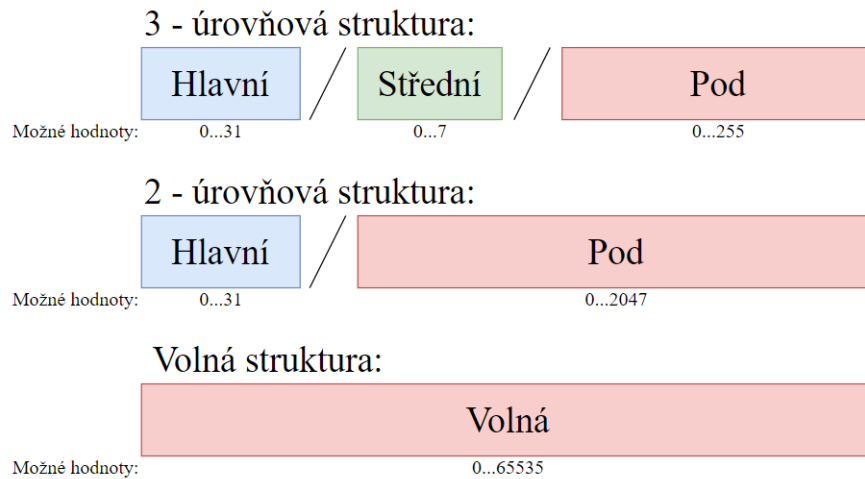 3 - úrovňová struktura:
Hlavní / Střední / Pod
Možné hodnoty: 0...31 0...7 0...255
2 - úrovňová struktura:
Hlavní / Pod
Možné hodnoty: 0...31 0...2047
Volná struktura:
Volná
Možné hodnoty: 0...65535